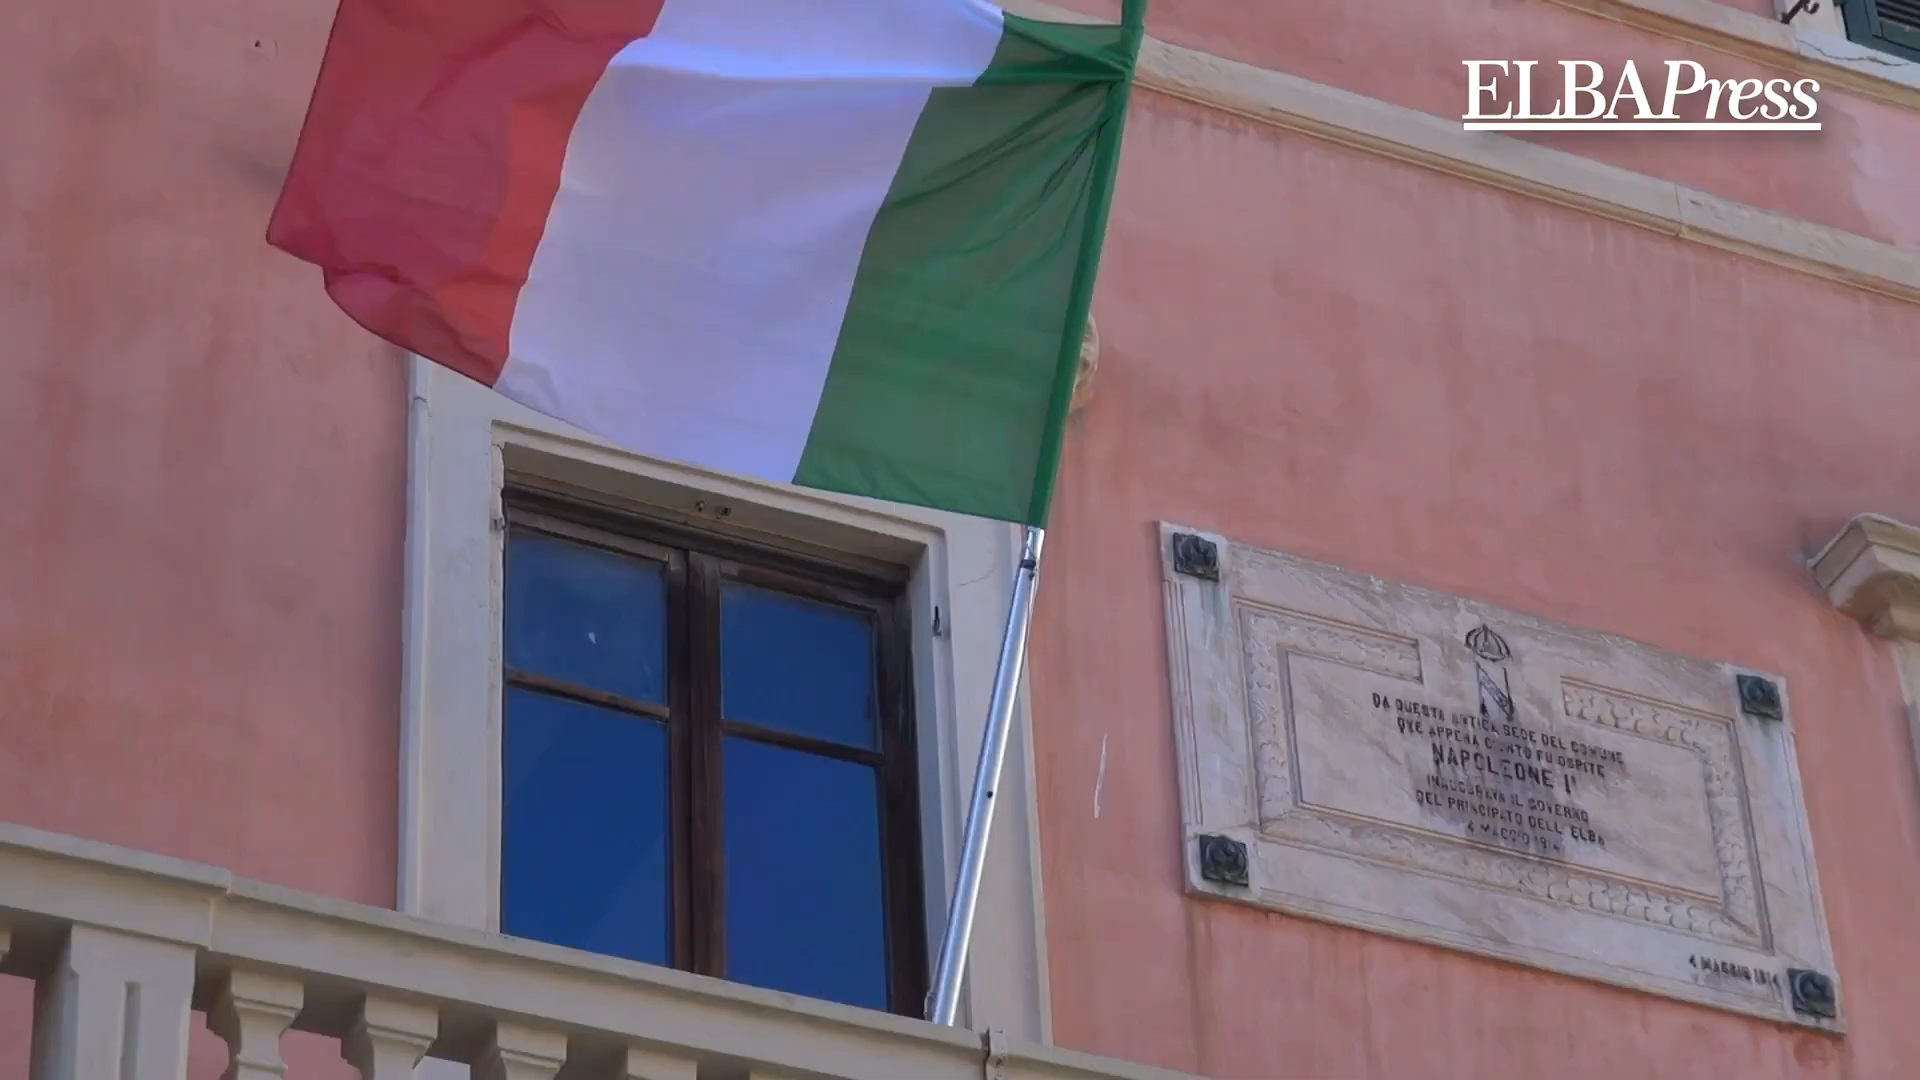 ELBAPress
DA QUESTA ANTICA SEDE DEL COMUNE
OVE APPENA GIUNTO FU OSPITE
NAPOLEONE I°
INAUGURAVA IL GOVERNO
DEL PRINCIPATO DELL'ELBA
4 MAGGIO 1814
4 MAGGIO 1914